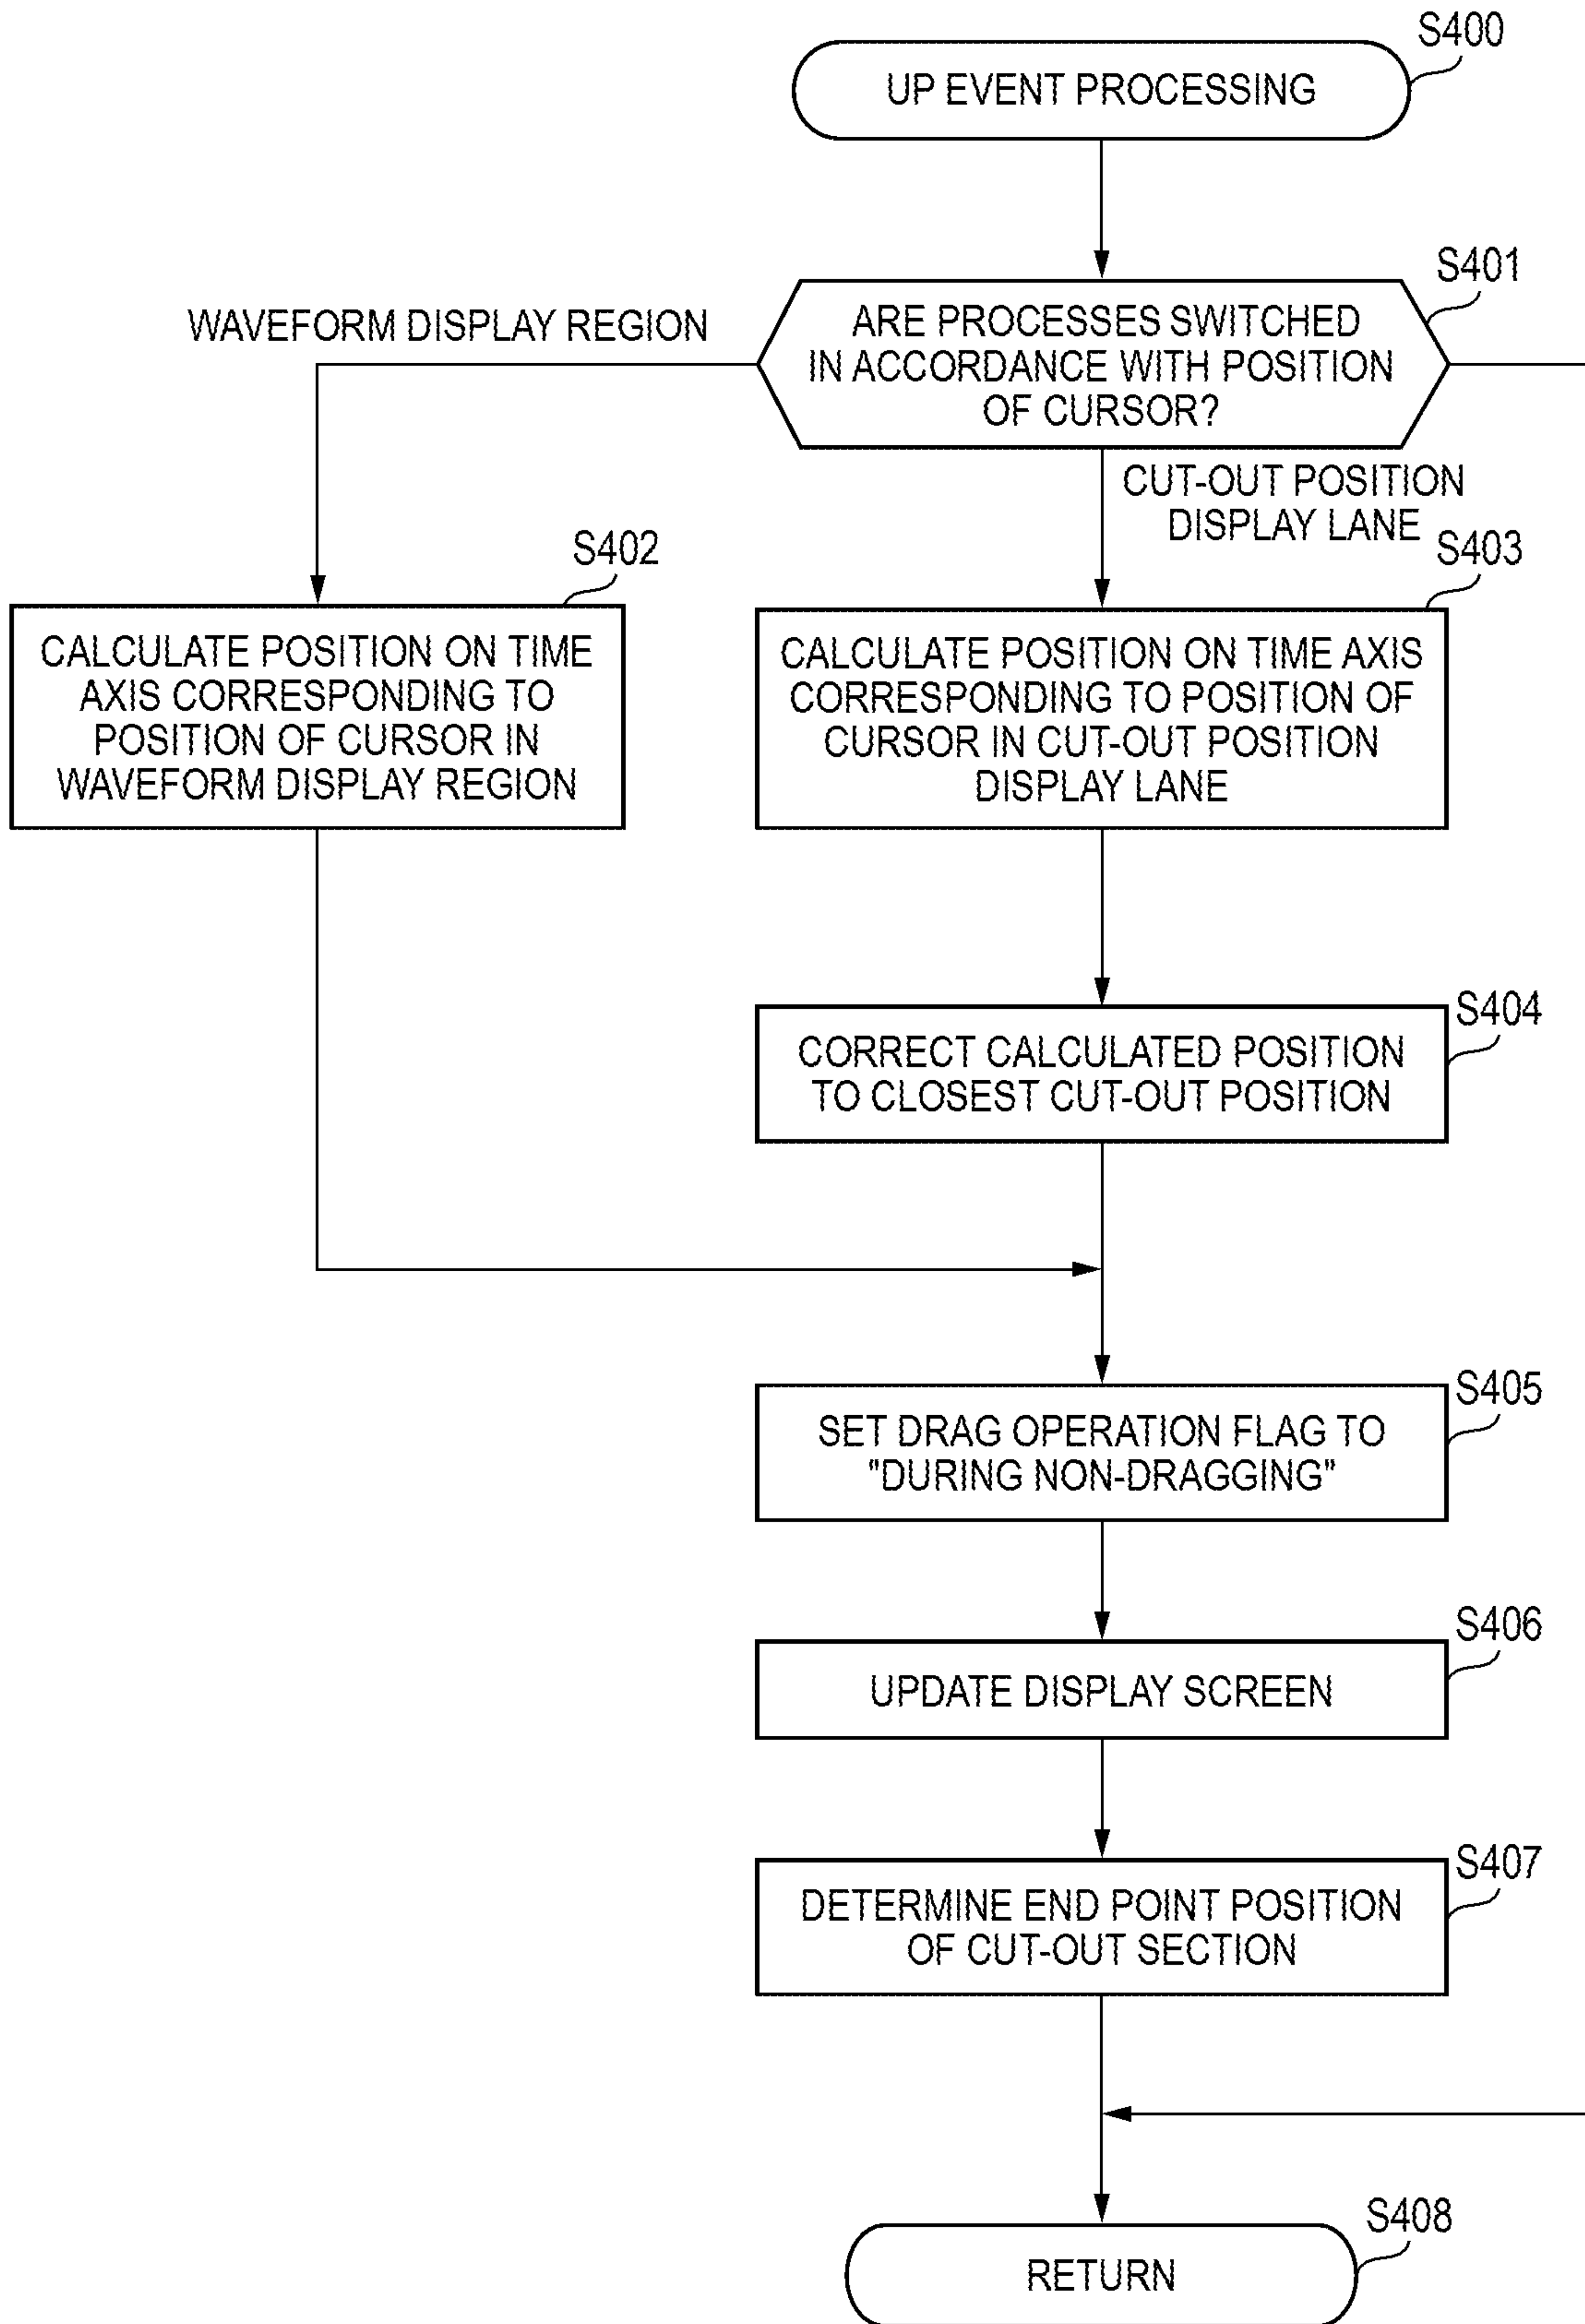 S400
UP EVENT PROCESSING
S401
WAVEFORM DISPLAY REGION
ARE PROCESSES SWITCHED
IN ACCORDANCE WITH POSITION
OF CURSOR?
CUT-OUT POSITION
DISPLAY LANE
S402
CALCULATE POSITION ON TIME
AXIS CORRESPONDING TO
POSITION OF CURSOR IN
WAVEFORM DISPLAY REGION
S403
CALCULATE POSITION ON TIME AXIS
CORRESPONDING TO POSITION OF
CURSOR IN CUT-OUT POSITION
DISPLAY LANE
S404
CORRECT CALCULATED POSITION
TO CLOSEST CUT-OUT POSITION
S405
SET DRAG OPERATION FLAG TO
"DURING NON-DRAGGING"
S406
UPDATE DISPLAY SCREEN
S407
DETERMINE END POINT POSITION
OF CUT-OUT SECTION
S408
RETURN